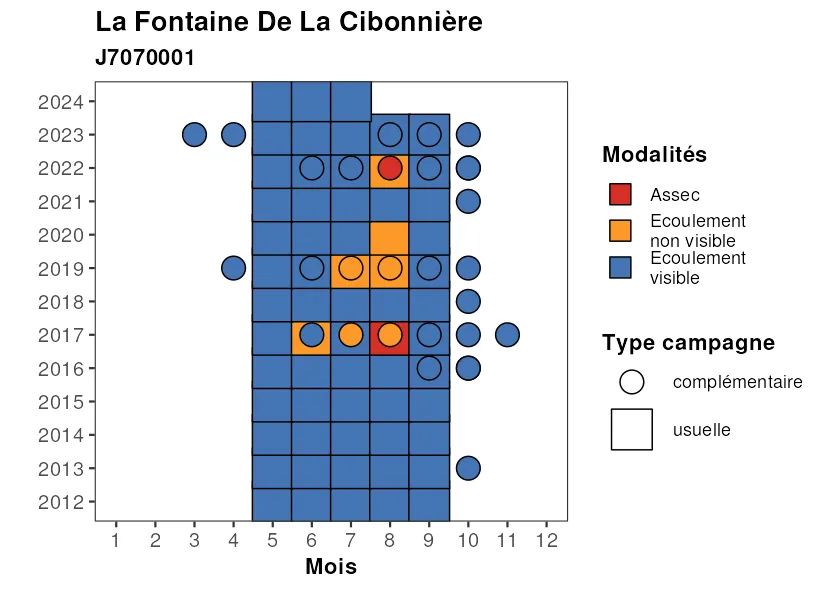 La Fontaine De La Cibonnière
J7070001
2024
2023
2022
2021
2020
2019
2018
2017
2016
2015
2014
2013
2012
1 2 3 4 5 6 7 8 9 10 11 12
Mois
Modalités
Assec
Ecoulement
non visible
Ecoulement
visible
Type campagne
complémentaire
usuelle